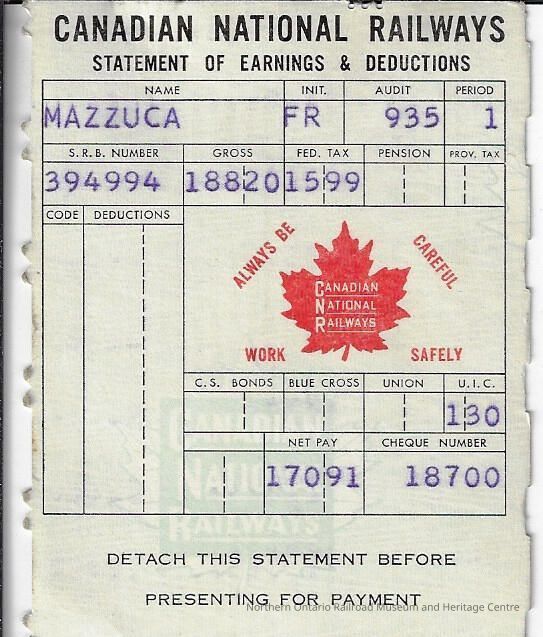 CANADIAN NATIONAL RAILWAYS
STATEMENT OF EARNINGS & DEDUCTIONS
NAME INIT. AUDIT PERIOD
MAZZUCA FR 935 1
S.R.B. NUMBER GROSS FED. TAX PENSION PROV. TAX
394994 18820 1599
CODE DEDUCTIONS
ALWAYS BE CAREFUL
CANADIAN
NATIONAL
RAILWAYS
WORK SAFELY
C.S. BONDS BLUE CROSS UNION U.I.C.
130
NET PAY CHEQUE NUMBER
17091 18700
CANADIAN
NATIONAL
RAILWAYS
DETACH THIS STATEMENT BEFORE
PRESENTING FOR PAYMENT
Northern Ontario Railroad Museum and Heritage Centre